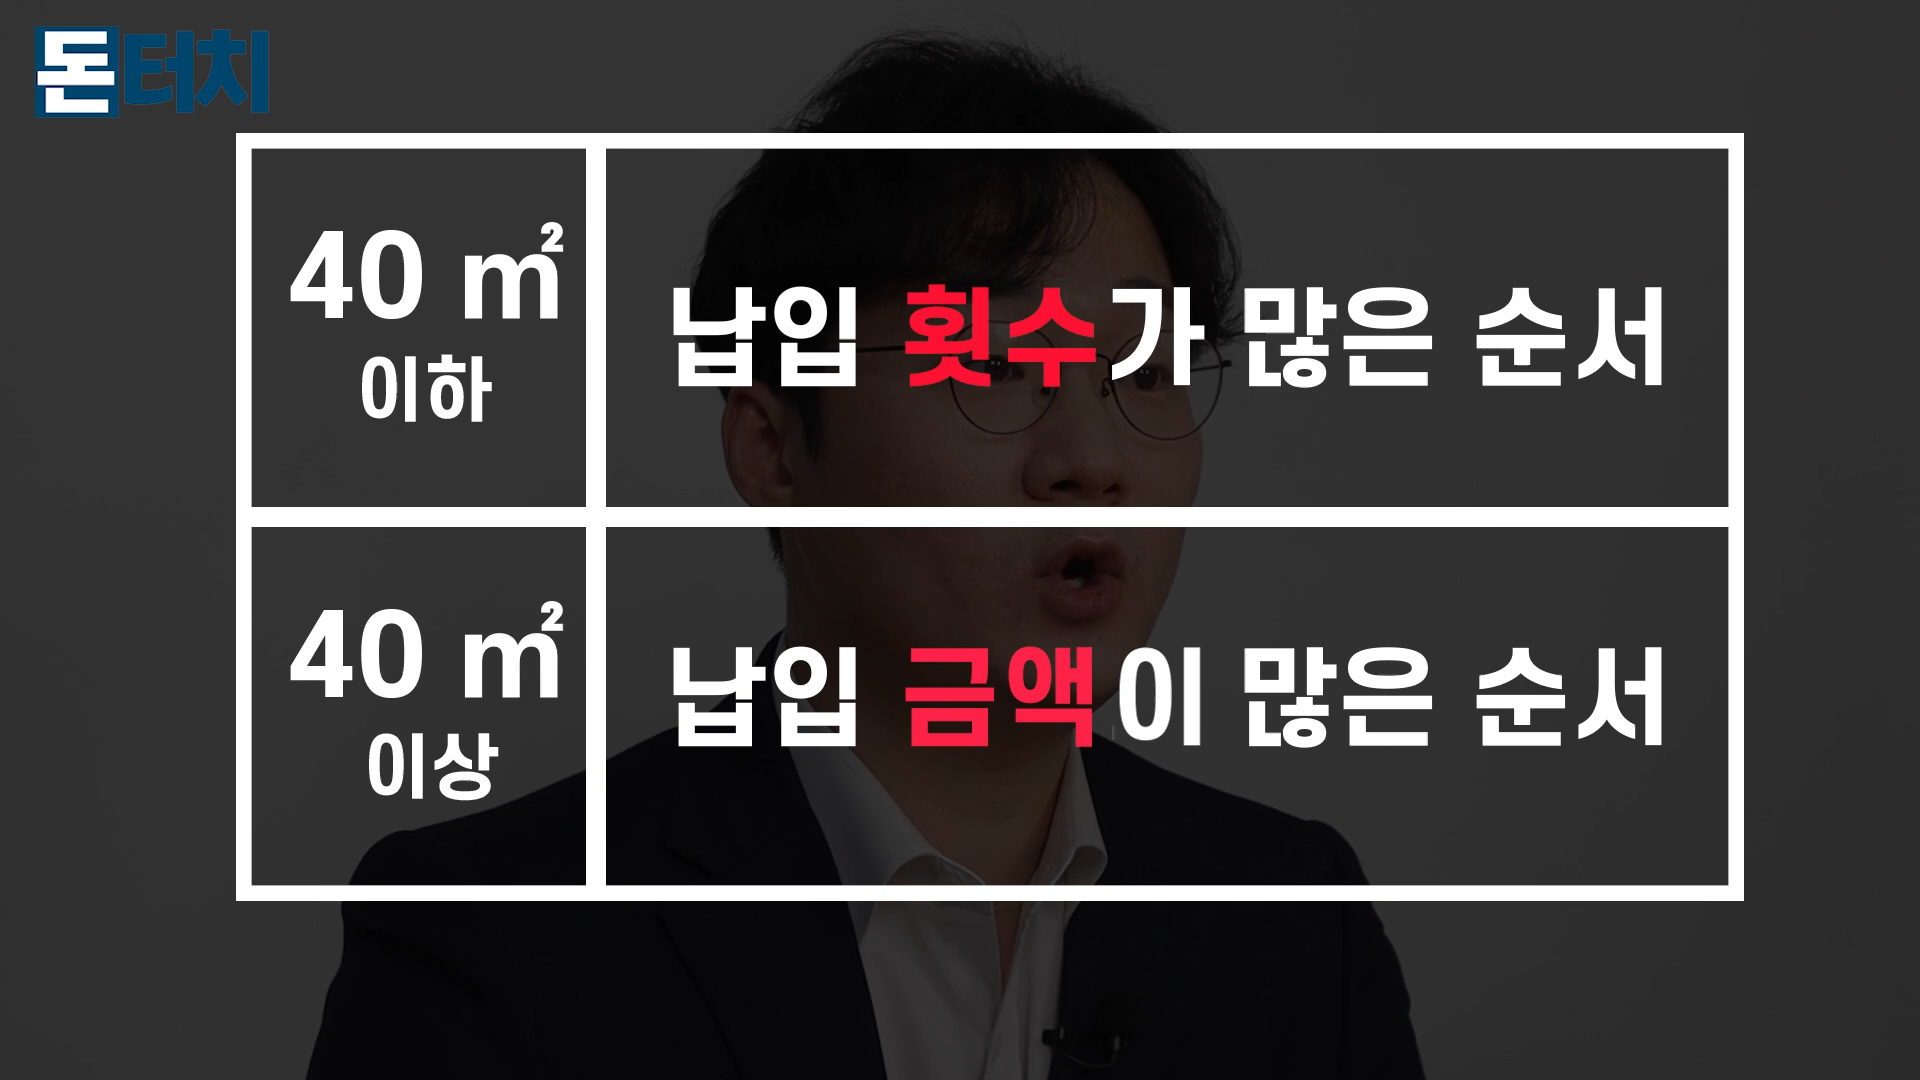 돈터치
40 ㎡
이하
납입 횟수가 많은 순서
40 ㎡
이상
납입 금액이 많은 순서